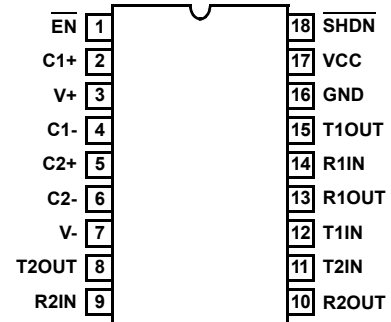 EN 1 18 SHDN
C1+ 2 17 VCC
V+ 3 16 GND
C1- 4 15 T1OUT
C2+ 5 14 R1IN
C2- 6 13 R1OUT
V- 7 12 T1IN
T2OUT 8 11 T2IN
R2IN 9 10 R2OUT